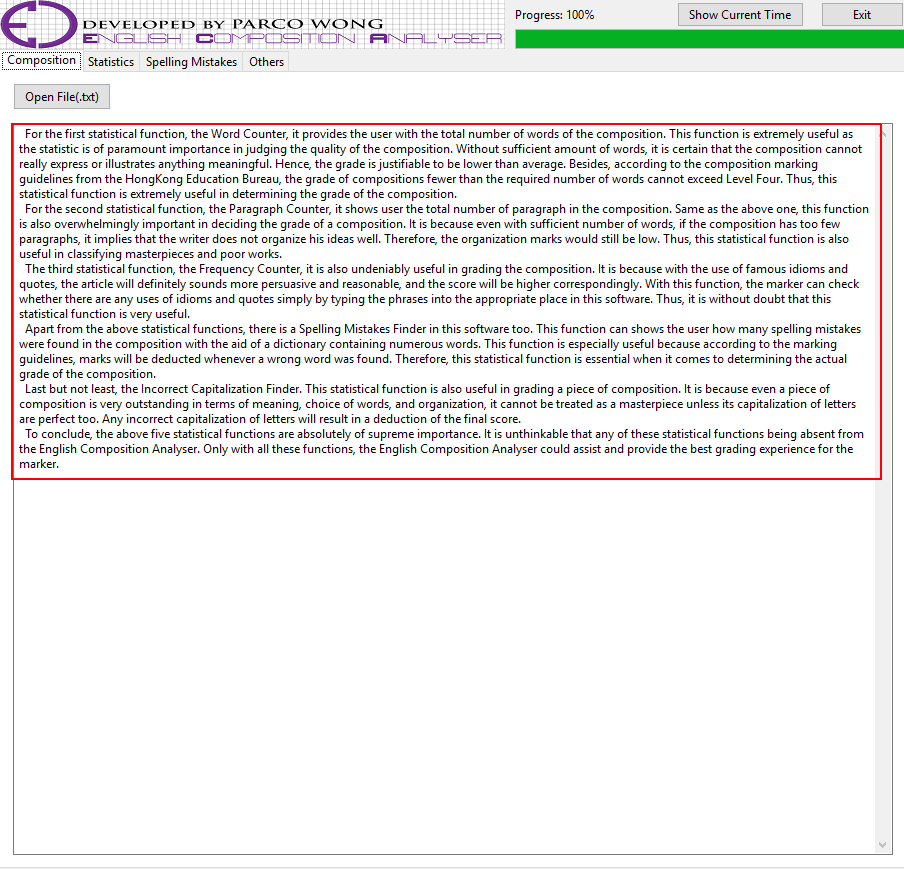 DEVELOPED BY PARCO WONG
ENGLISH COMPOSITION ANALYSER
Progress: 100%
Show Current Time
Exit
Composition
Statistics
Spelling Mistakes
Others
Open File(.txt)
For the first statistical function, the Word Counter, it provides the user with the total number of words of the composition. This function is extremely useful as
the statistic is of paramount importance in judging the quality of the composition. Without sufficient amount of words, it is certain that the composition cannot
really express or illustrates anything meaningful. Hence, the grade is justifiable to be lower than average. Besides, according to the composition marking
guidelines from the HongKong Education Bureau, the grade of compositions fewer than the required number of words cannot exceed Level Four. Thus, this
statistical function is extremely useful in determining the grade of the composition.
For the second statistical function, the Paragraph Counter, it shows user the total number of paragraph in the composition. Same as the above one, this function
is also overwhelmingly important in deciding the grade of a composition. It is because even with sufficient number of words, if the composition has too few
paragraphs, it implies that the writer does not organize his ideas well. Therefore, the organization marks would still be low. Thus, this statistical function is also
useful in classifying masterpieces and poor works.
The third statistical function, the Frequency Counter, it is also undeniably useful in grading the composition. It is because with the use of famous idioms and
quotes, the article will definitely sounds more persuasive and reasonable, and the score will be higher correspondingly. With this function, the marker can check
whether there are any uses of idioms and quotes simply by typing the phrases into the appropriate place in this software. Thus, it is without doubt that this
statistical function is very useful.
Apart from the above statistical functions, there is a Spelling Mistakes Finder in this software too. This function can shows the user how many spelling mistakes
were found in the composition with the aid of a dictionary containing numerous words. This function is especially useful because according to the marking
guidelines, marks will be deducted whenever a wrong word was found. Therefore, this statistical function is essential when it comes to determining the actual
grade of the composition.
Last but not least, the Incorrect Capitalization Finder. This statistical function is also useful in grading a piece of composition. It is because even a piece of
composition is very outstanding in terms of meaning, choice of words, and organization, it cannot be treated as a masterpiece unless its capitalization of letters
are perfect too. Any incorrect capitalization of letters will result in a deduction of the final score.
To conclude, the above five statistical functions are absolutely of supreme importance. It is unthinkable that any of these statistical functions being absent from
the English Composition Analyser. Only with all these functions, the English Composition Analyser could assist and provide the best grading experience for the
marker.